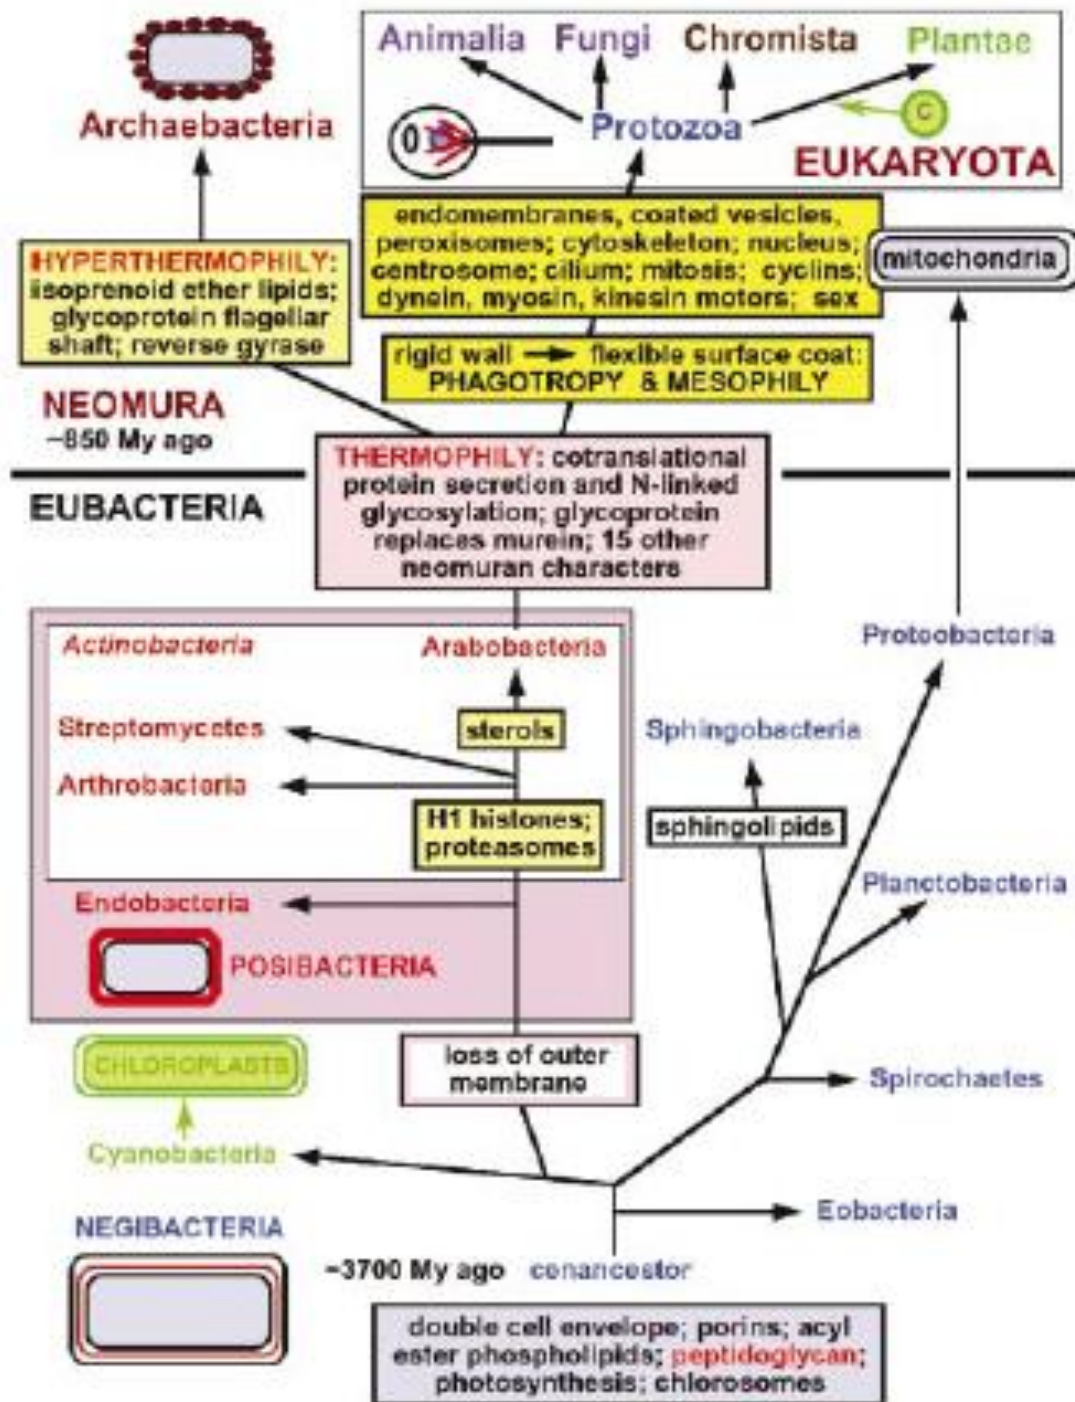 Animalia Fungi Chromista Plantae
Archaebacteria
Protozoa
C
EUKARYOTA
endomembranes, coated vesicles,
peroxisomes; cytoskeleton; nucleus;
centrosome; cilium; mitosis; cyclins;
dynein, myosin, kinesin motors; sex
mitochondria
HYPERTHERMOPHILY:
isoprenoid ether lipids;
glycoprotein flagellar
shaft; reverse gyrase
rigid wall → flexible surface coat:
PHAGOTROPY & MESOPHILY
NEOMURA
~850 My ago
EUBACTERIA
THERMOPHILY: cotranslational
protein secretion and N-linked
glycosylation; glycoprotein
replaces murein; 15 other
neomuran characters
Actinobacteria
Arabobacteria
Proteobacteria
Streptomycetes
sterols
Sphingobacteria
Arthrobacteria
H1 histones;
proteasomes
sphingolipids
Endobacteria
Planctobacteria
POSIBACTERIA
CHLOROPLASTS
loss of outer
membrane
Spirochaetes
Cyanobacteria
NEGIBACTERIA
Eobacteria
~3700 My ago cenancestor
double cell envelope; porins; acyl
ester phospholipids; peptidoglycan;
photosynthesis; chlorosomes